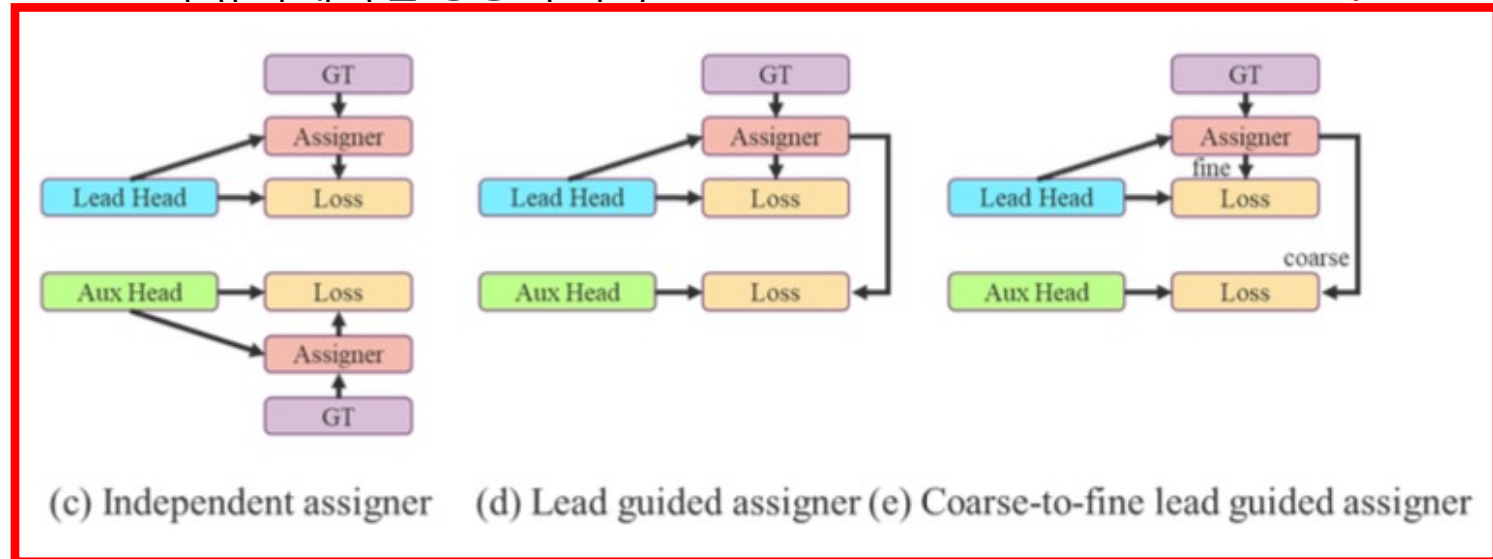 GT
Assigner
Lead Head
Loss
Aux Head
Loss
Assigner
GT
(c) Independent assigner
GT
Assigner
Lead Head
Loss
Aux Head
Loss
(d) Lead guided assigner
GT
Assigner
fine
Lead Head
Loss
coarse
Aux Head
Loss
(e) Coarse-to-fine lead guided assigner